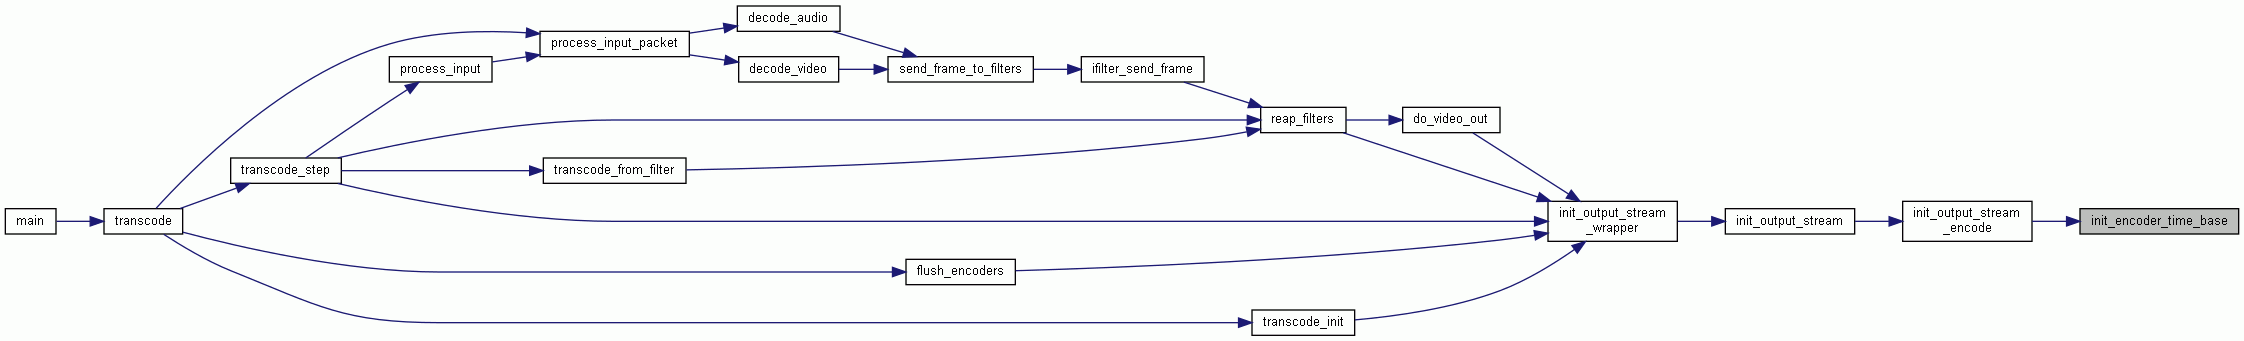 main
transcode
transcode_step
process_input
process_input_packet
decode_audio
decode_video
send_frame_to_filters
ifilter_send_frame
transcode_from_filter
reap_filters
do_video_out
flush_encoders
transcode_init
init_output_stream
_wrapper
init_output_stream
init_output_stream
_encode
init_encoder_time_base